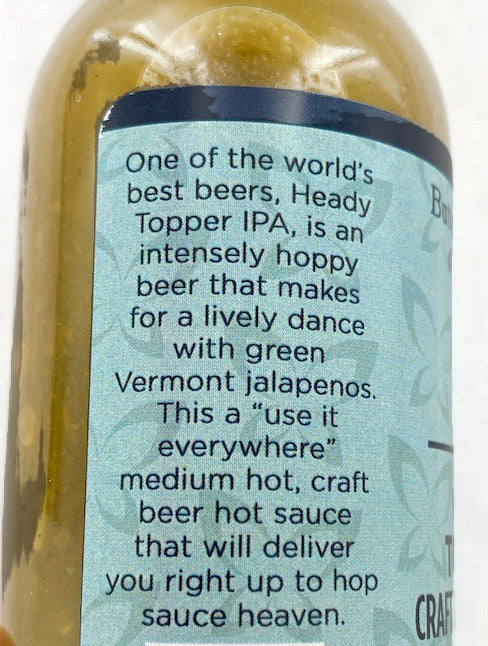 One of the world's
best beers, Heady
Topper IPA, is an
intensely hoppy
beer that makes
for a lively dance
with green
Vermont jalapenos.
This a “use it
everywhere”
medium hot, craft
beer hot sauce
that will deliver
you right up to hop
sauce heaven.
CRAF